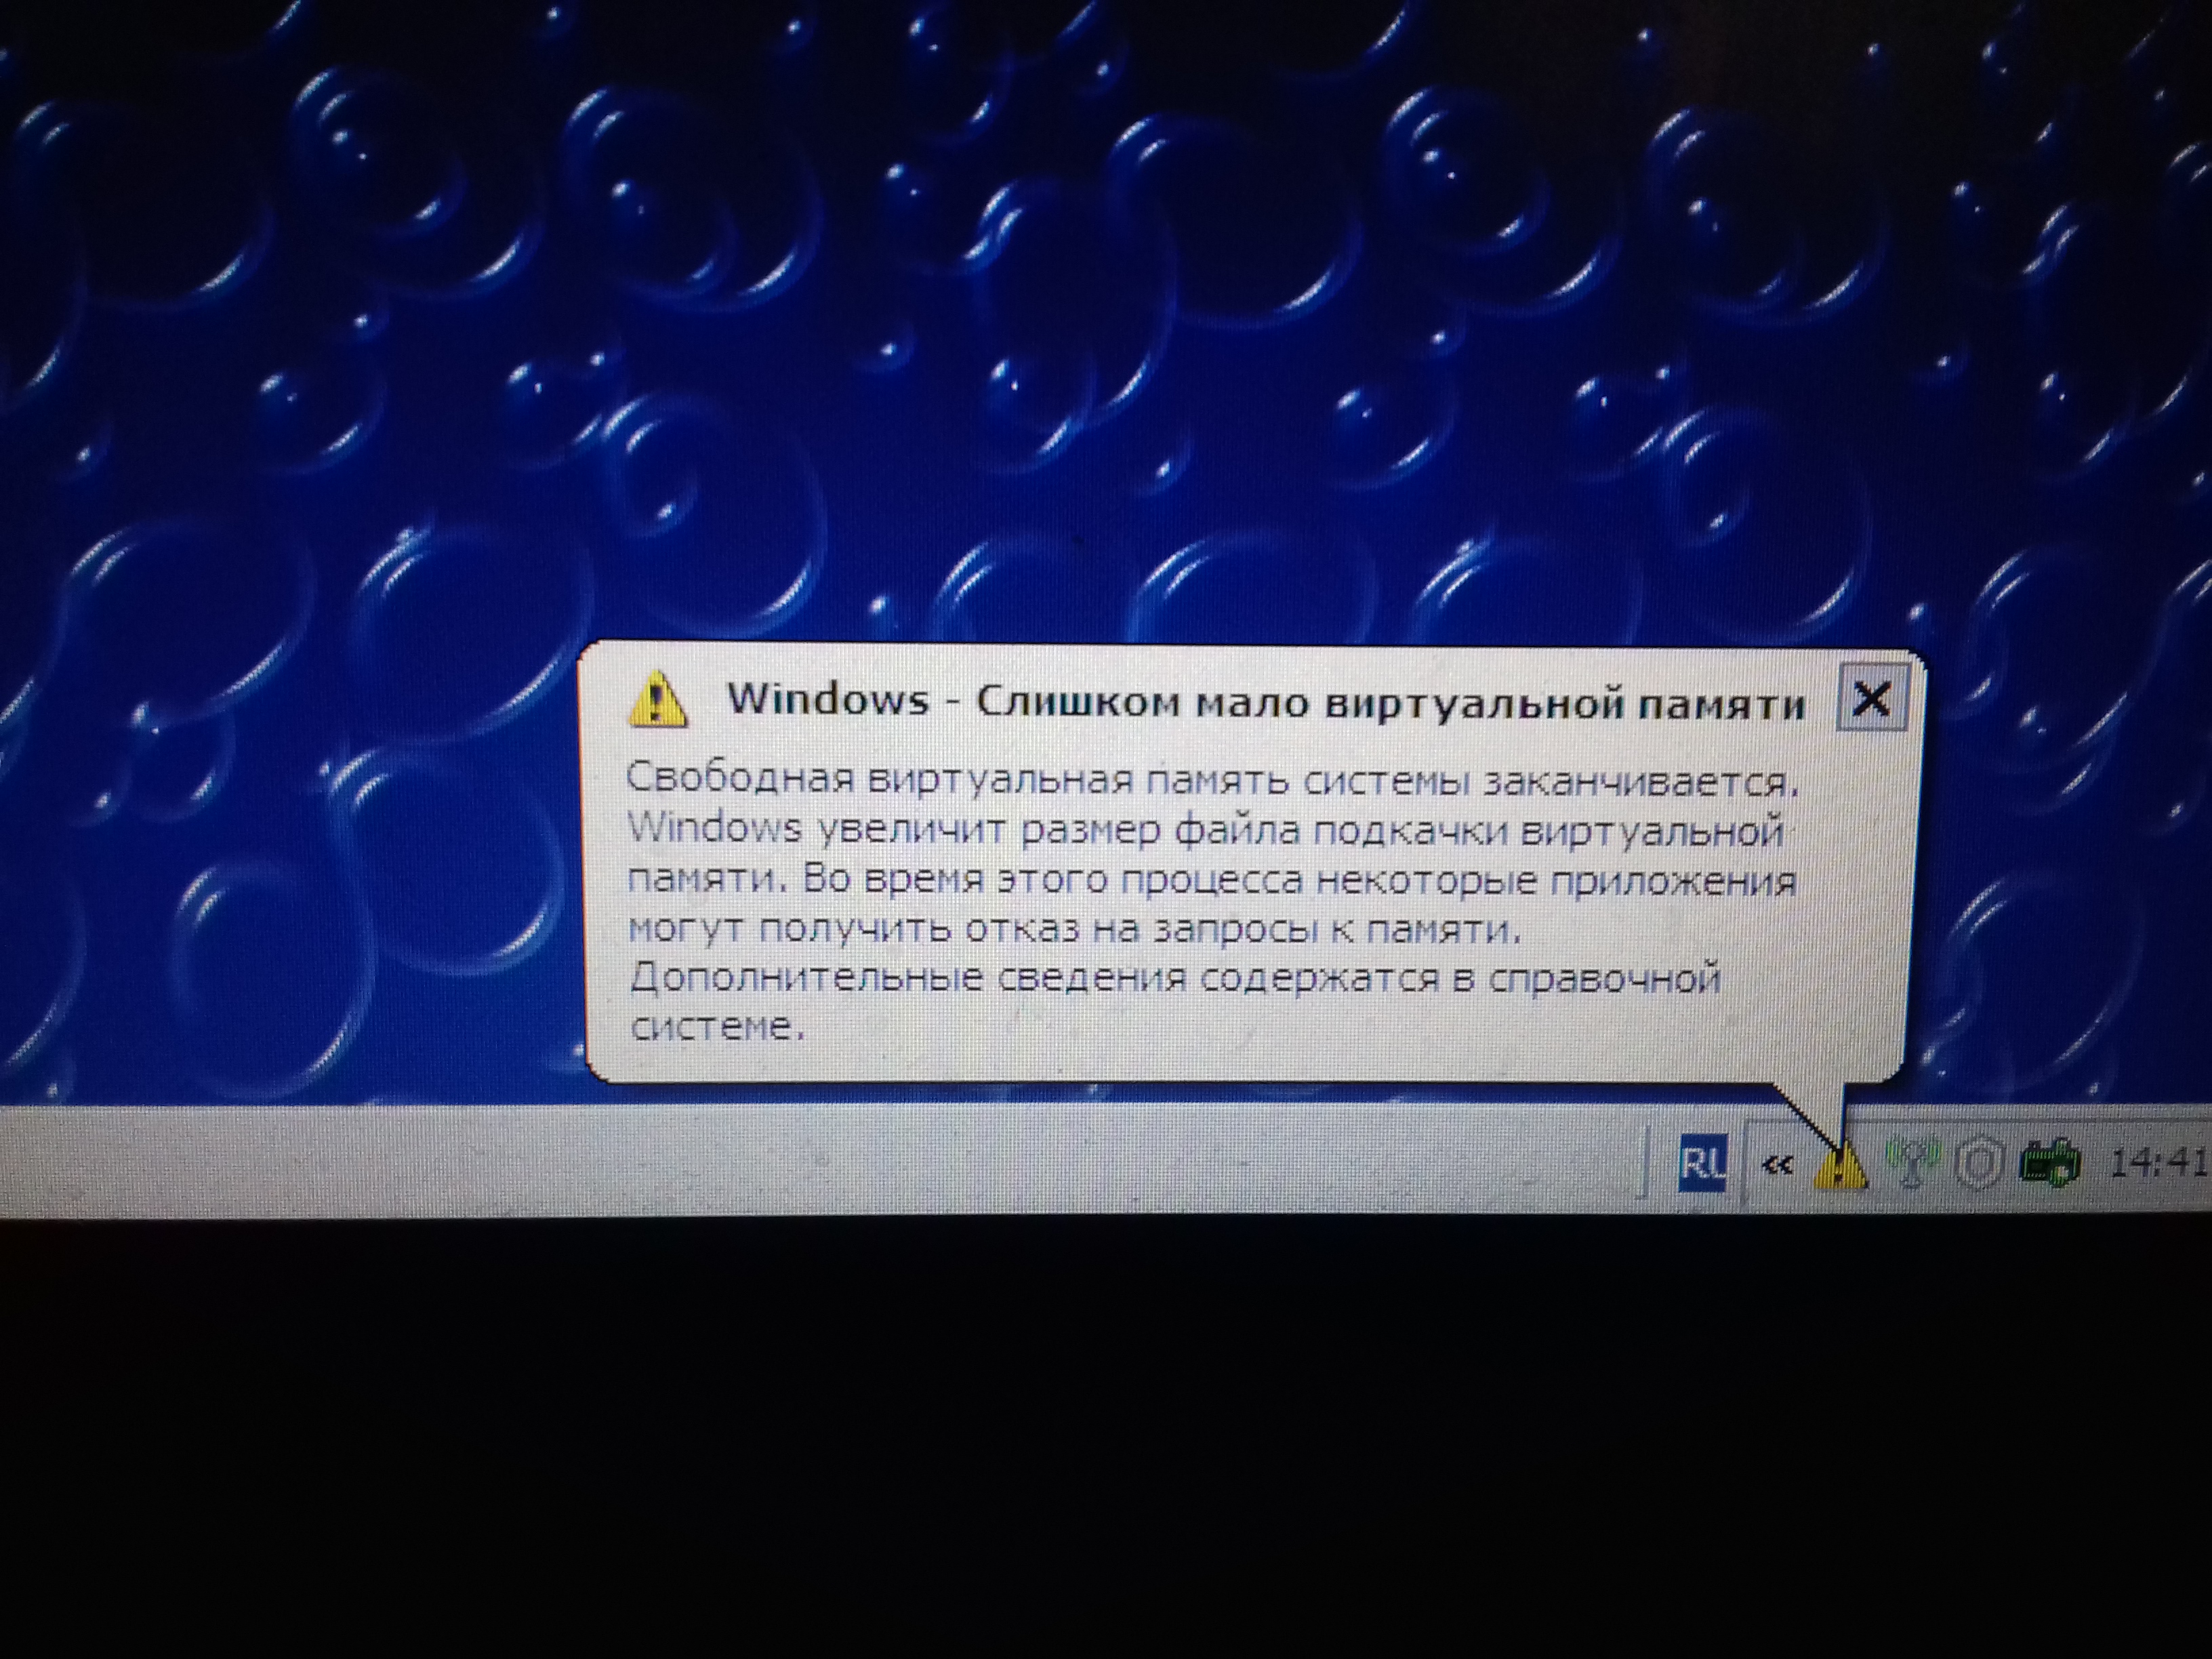 Windows - Слишком мало виртуальной памяти
Свободная виртуальная память системы заканчивается.
Windows увеличит размер файла подкачки виртуальной
памяти. Во время этого процесса некоторые приложения
могут получить отказ на запросы к памяти.
Дополнительные сведения содержатся в справочной
системе.
RL « 14:41